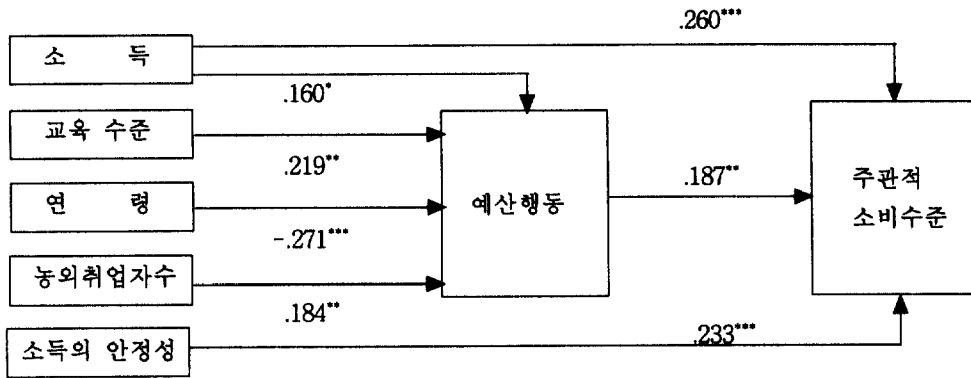 .260***
소 득
.160*
교육 수준
.219**
연 령
예산행동
.187**
주관적
소비수준
-.271***
농외취업자수
.184**
.233***
소득의 안정성